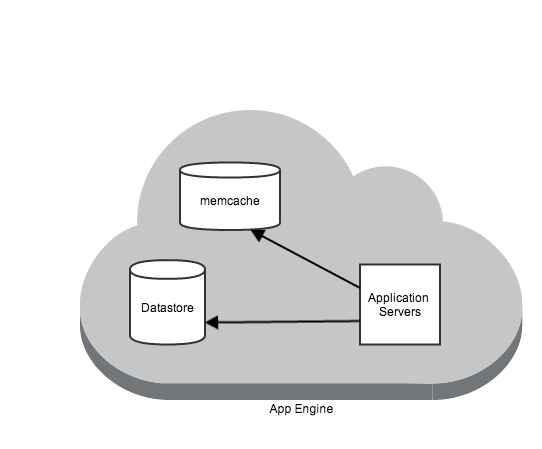 memcache
Datastore
Application
Servers
App Engine